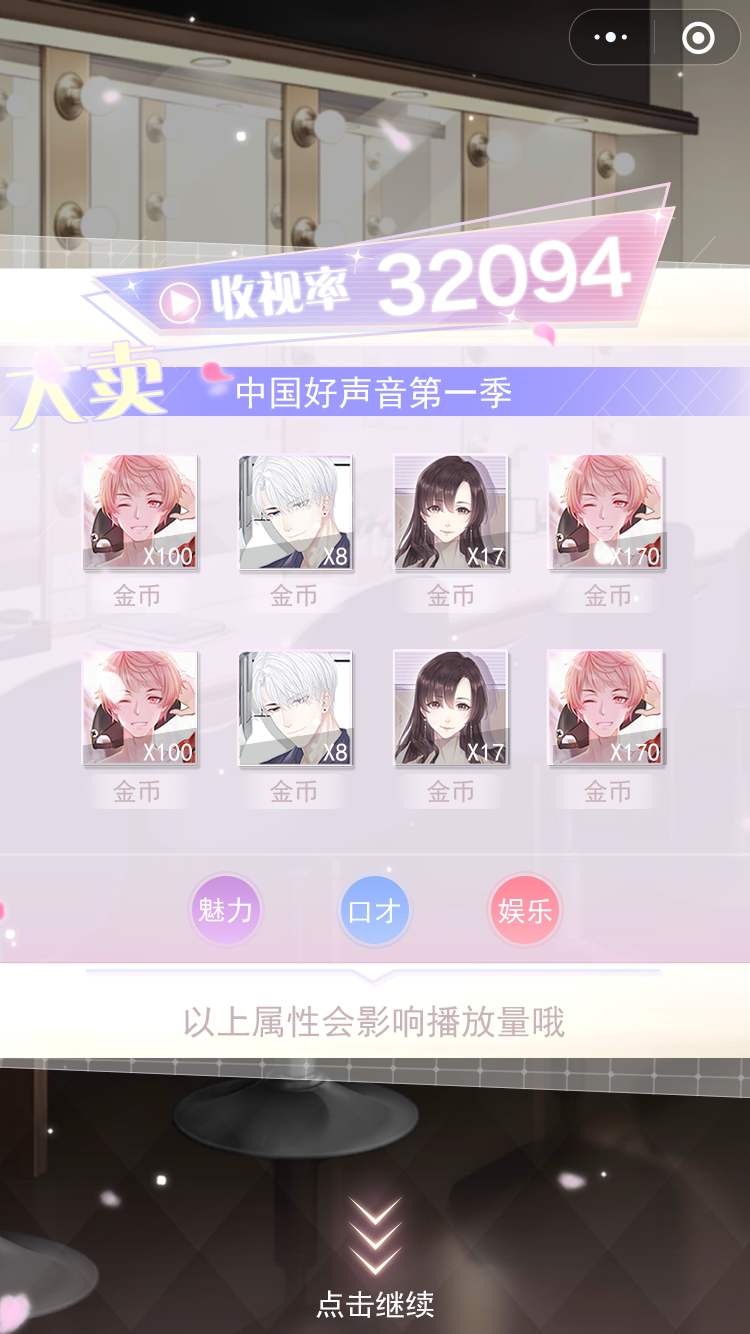 收视率 32094
大卖
中国好声音第一季
X100 X8 X17 X170
金币 金币 金币 金币
X100 X8 X17 X170
金币 金币 金币 金币
魅力 口才 娱乐
以上属性会影响播放量哦
点击继续